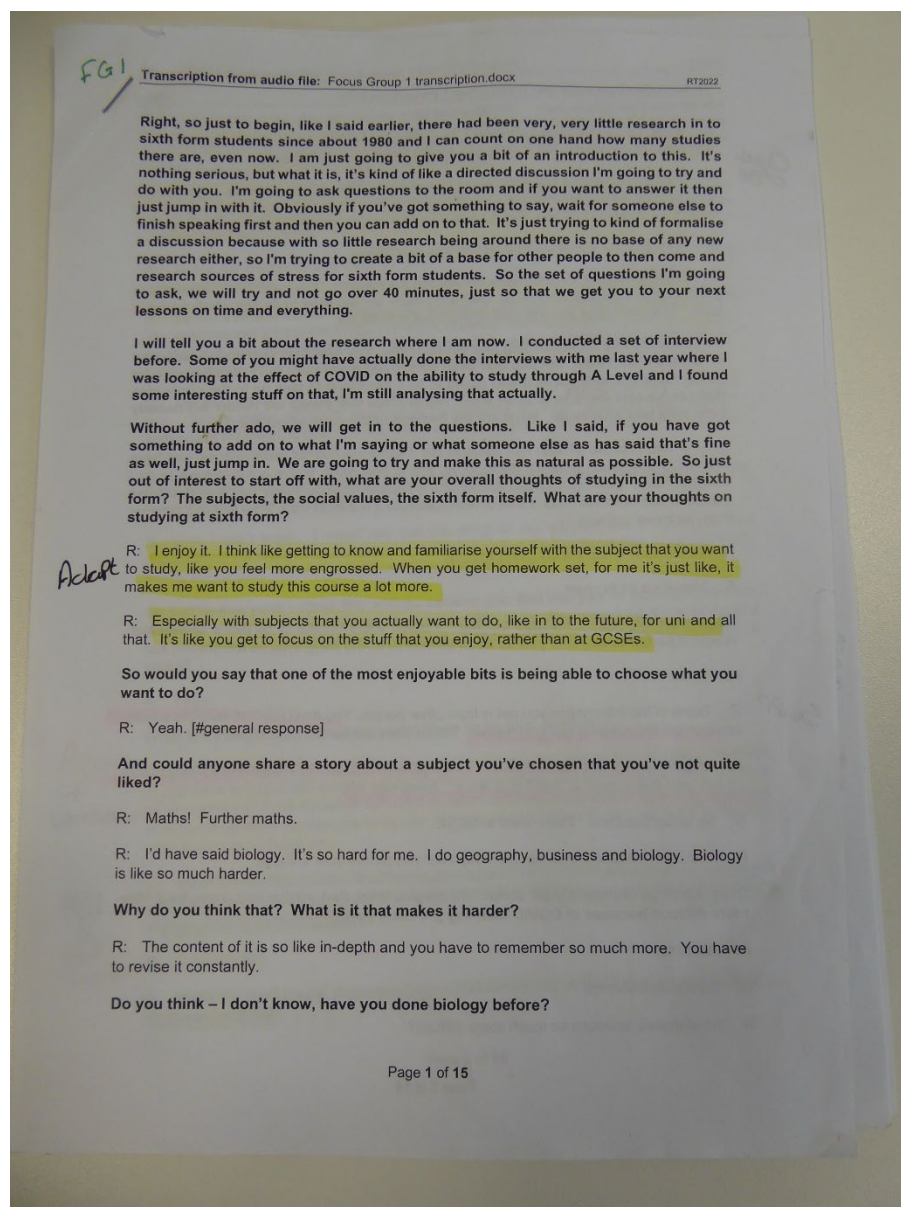 FG1
Transcription from audio file: Focus Group 1 transcription.docx
RT2022
Right, so just to begin, like I said earlier, there had been very, very little research in to
sixth form students since about 1980 and I can count on one hand how many studies
there are, even now. I am just going to give you a bit of an introduction to this. It's
nothing serious, but what it is, it's kind of like a directed discussion I'm going to try and
do with you. I'm going to ask questions to the room and if you want to answer it then
just jump in with it. Obviously if you've got something to say, wait for someone else to
finish speaking first and then you can add on to that. It's just trying to kind of formalise
a discussion because with so little research being around there is no base of any new
research either, so I'm trying to create a bit of a base for other people to then come and
research sources of stress for sixth form students. So the set of questions I'm going
to ask, we will try and not go over 40 minutes, just so that we get you to your next
lessons on time and everything.
I will tell you a bit about the research where I am now. I conducted a set of interview
before. Some of you might have actually done the interviews with me last year where I
was looking at the effect of COVID on the ability to study through A Level and I found
some interesting stuff on that, I'm still analysing that actually.
Without further ado, we will get in to the questions. Like I said, if you have got
something to add on to what I'm saying or what someone else as has said that's fine
as well, just jump in. We are going to try and make this as natural as possible. So just
out of interest to start off with, what are your overall thoughts of studying in the sixth
form? The subjects, the social values, the sixth form itself. What are your thoughts on
studying at sixth form?
R: I enjoy it. I think like getting to know and familiarise yourself with the subject that you want
Adapt to study, like you feel more engrossed. When you get homework set, for me it's just like, it
makes me want to study this course a lot more.
R: Especially with subjects that you actually want to do, like in to the future, for uni and all
that. It's like you get to focus on the stuff that you enjoy, rather than at GCSEs.
So would you say that one of the most enjoyable bits is being able to choose what you
want to do?
R: Yeah. [#general response]
And could anyone share a story about a subject you've chosen that you've not quite
liked?
R: Maths! Further maths.
R: I'd have said biology. It's so hard for me. I do geography, business and biology. Biology
is like so much harder.
Why do you think that? What is it that makes it harder?
R: The content of it is so like in-depth and you have to remember so much more. You have
to revise it constantly.
Do you think – I don't know, have you done biology before?
Page 1 of 15